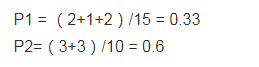 P1 = ( 2+1+2 ) /15 = 0.33
P2= ( 3+3 ) /10 = 0.6